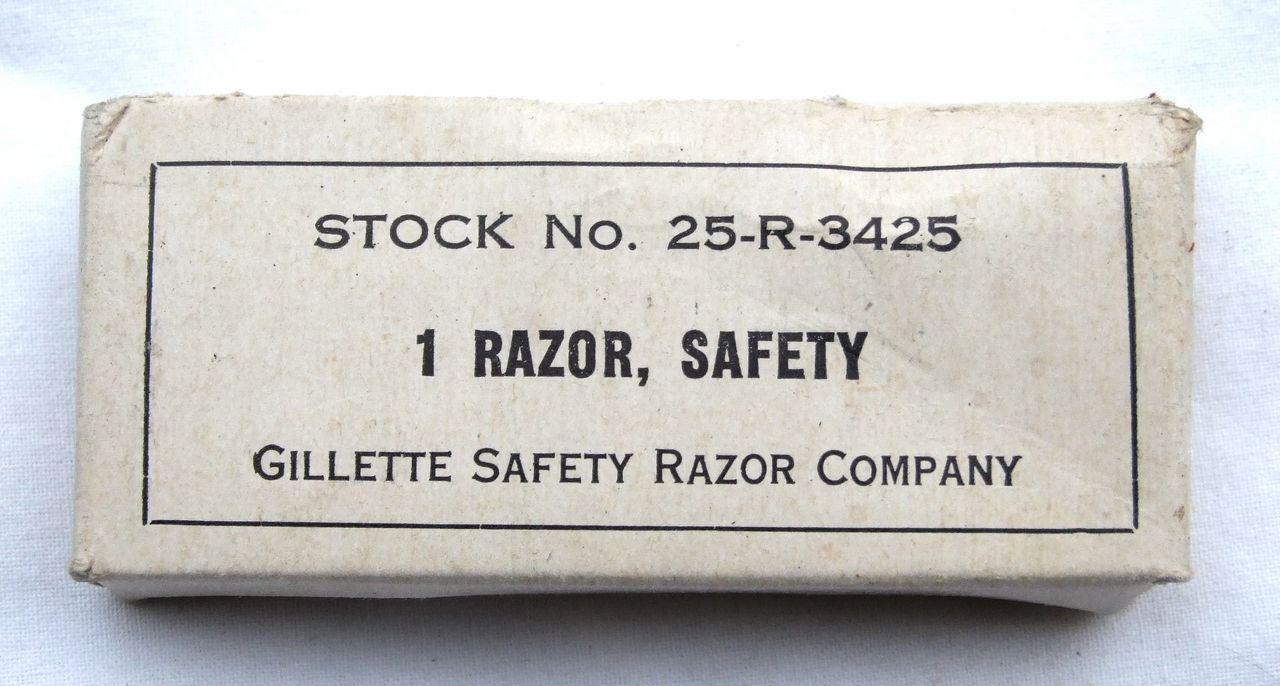 STOCK No. 25-R-3425
1 RAZOR, SAFETY
GILLETTE SAFETY RAZOR COMPANY